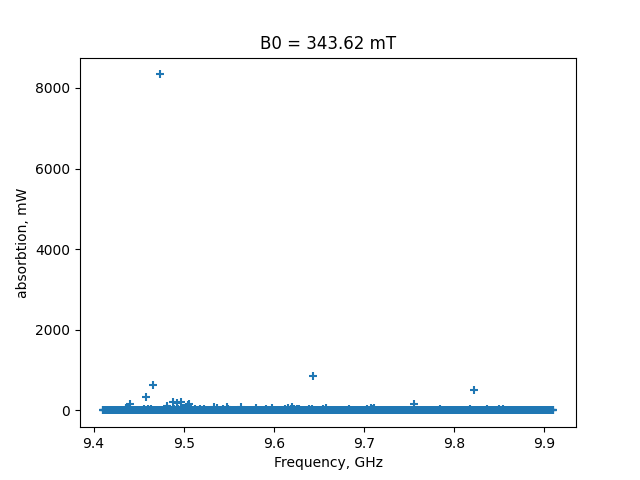 B0 = 343.62 mT
absorbtion, mW
8000
6000
4000
2000
0
9.4 9.5 9.6 9.7 9.8 9.9
Frequency, GHz